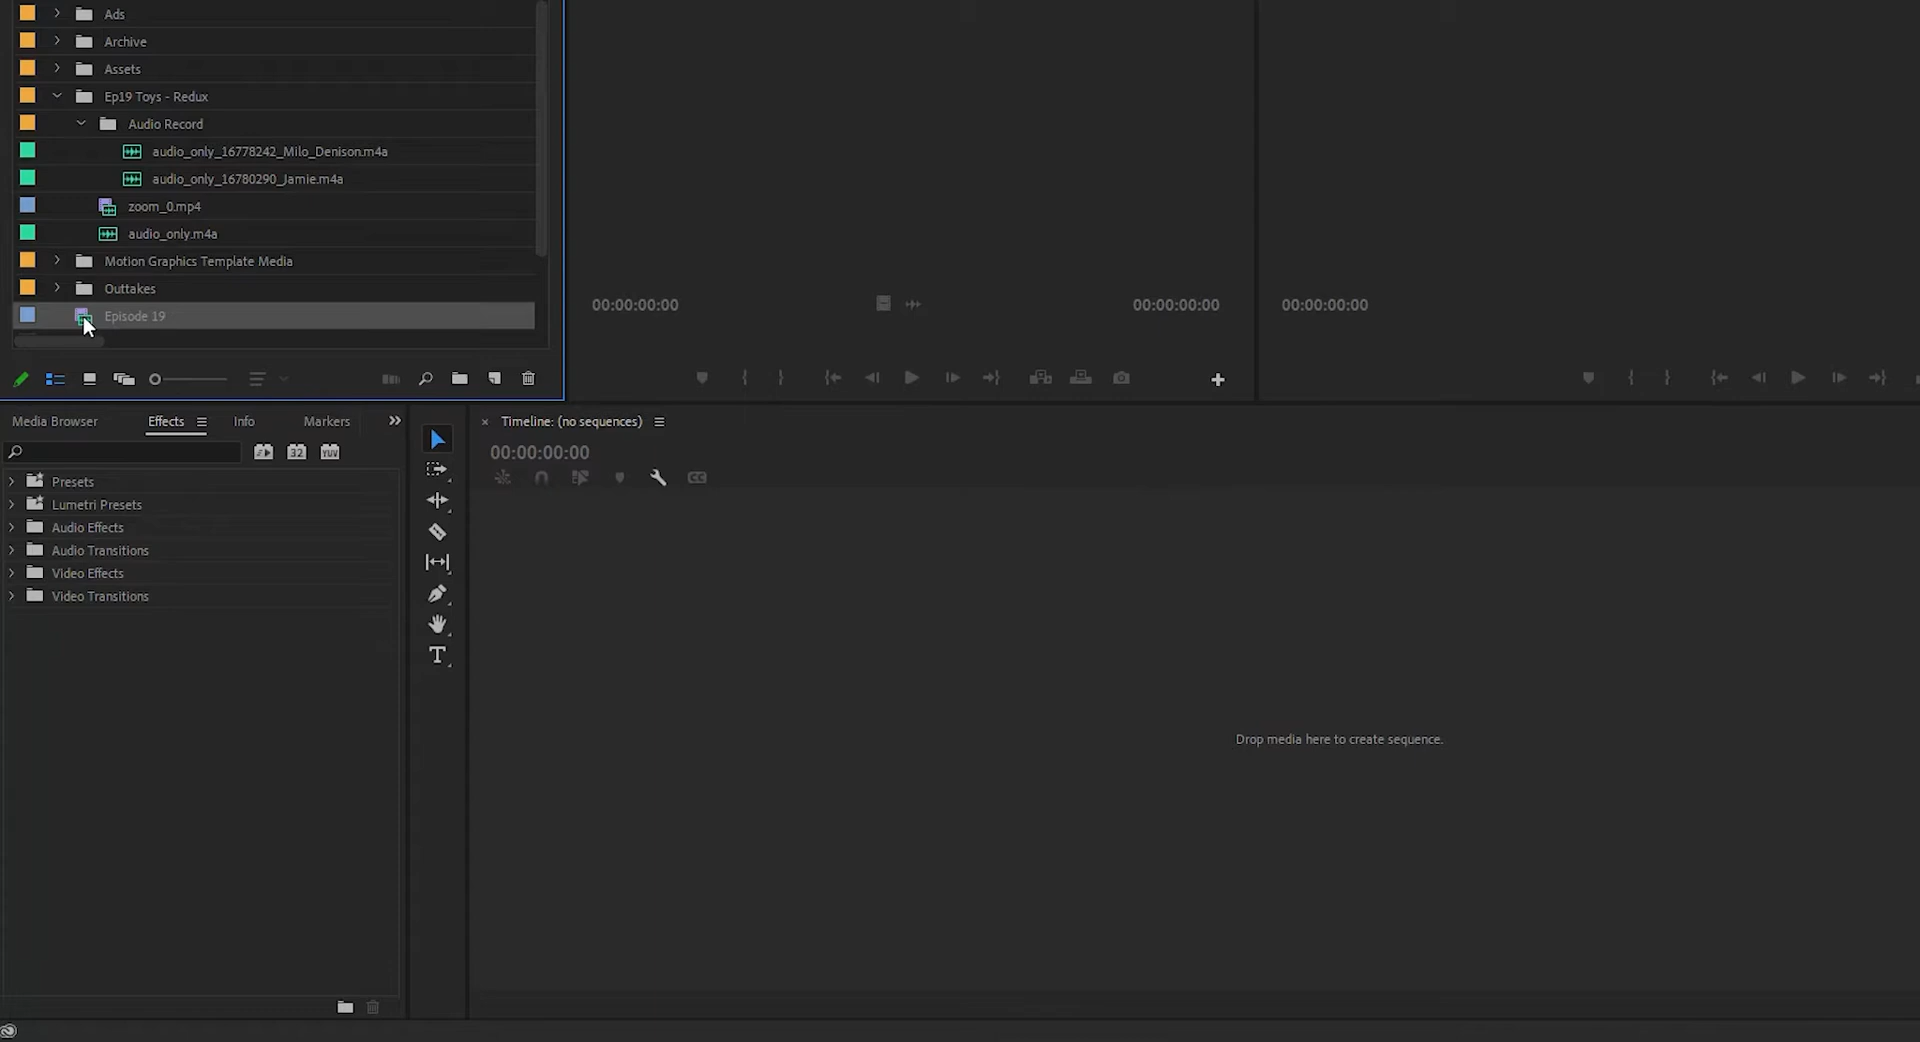 Ads
Archive
Assets
Ep19 Toys - Redux
Audio Record
audio_only_16778242_Milo_Denison.m4a
audio_only_16780290_Jamie.m4a
zoom_0.mp4
audio_only.m4a
Motion Graphics Template Media
Outtakes
Episode 19
00:00:00:00
00:00:00:00
00:00:00:00
Media Browser
Effects
Info
Markers
32
YUV
Presets
Lumetri Presets
Audio Effects
Audio Transitions
Video Effects
Video Transitions
Timeline: (no sequences)
00:00:00:00
CC
Drop media here to create sequence.